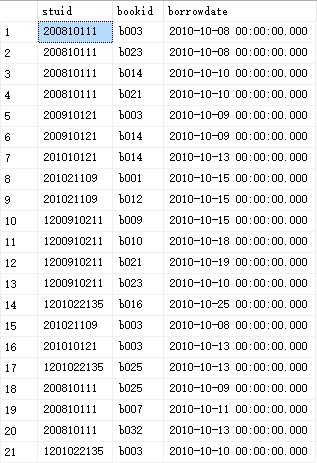 stuid bookid borrowdate
1 200810111 b003 2010-10-08 00:00:00.000
2 200810111 b023 2010-10-08 00:00:00.000
3 200810111 b014 2010-10-10 00:00:00.000
4 200810111 b021 2010-10-10 00:00:00.000
5 200910121 b003 2010-10-09 00:00:00.000
6 200910121 b014 2010-10-09 00:00:00.000
7 201010121 b014 2010-10-13 00:00:00.000
8 201021109 b001 2010-10-15 00:00:00.000
9 201021109 b012 2010-10-15 00:00:00.000
10 1200910211 b009 2010-10-15 00:00:00.000
11 1200910211 b010 2010-10-18 00:00:00.000
12 1200910211 b021 2010-10-19 00:00:00.000
13 1200910211 b023 2010-10-10 00:00:00.000
14 1201022135 b016 2010-10-25 00:00:00.000
15 201021109 b003 2010-10-08 00:00:00.000
16 201010121 b003 2010-10-13 00:00:00.000
17 1201022135 b025 2010-10-13 00:00:00.000
18 200810111 b025 2010-10-09 00:00:00.000
19 200810111 b007 2010-10-11 00:00:00.000
20 200810111 b032 2010-10-13 00:00:00.000
21 1201022135 b003 2010-10-10 00:00:00.000